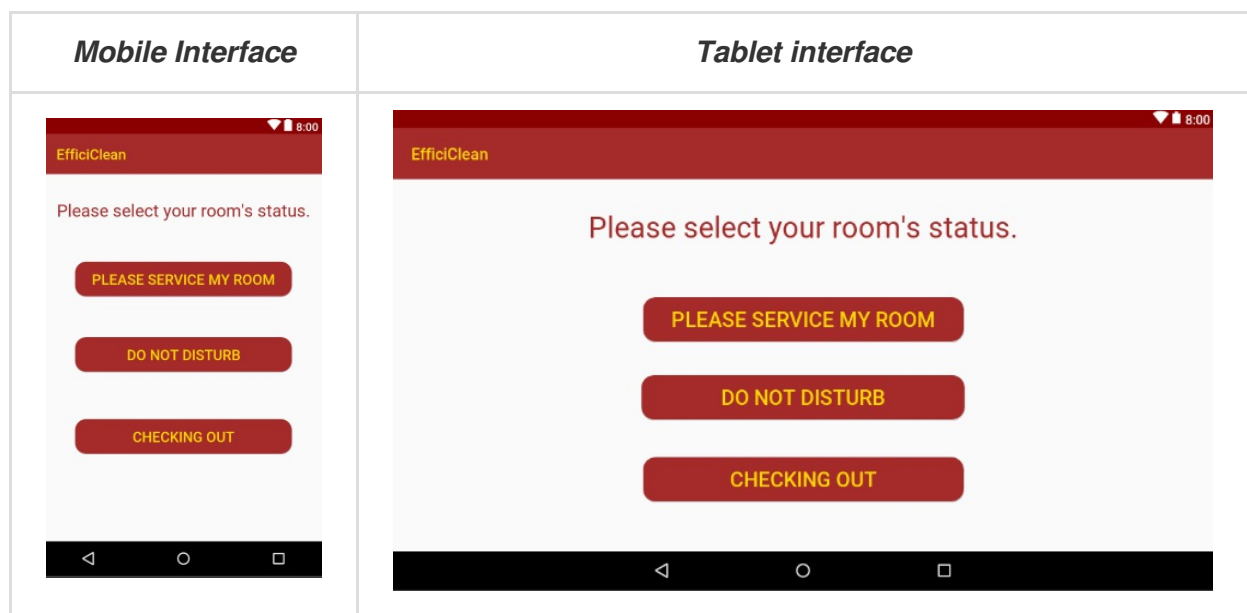 Mobile Interface
Tablet interface
8:00
EfficiClean
Please select your room's status.
PLEASE SERVICE MY ROOM
DO NOT DISTURB
CHECKING OUT
8:00
EfficiClean
Please select your room's status.
PLEASE SERVICE MY ROOM
DO NOT DISTURB
CHECKING OUT